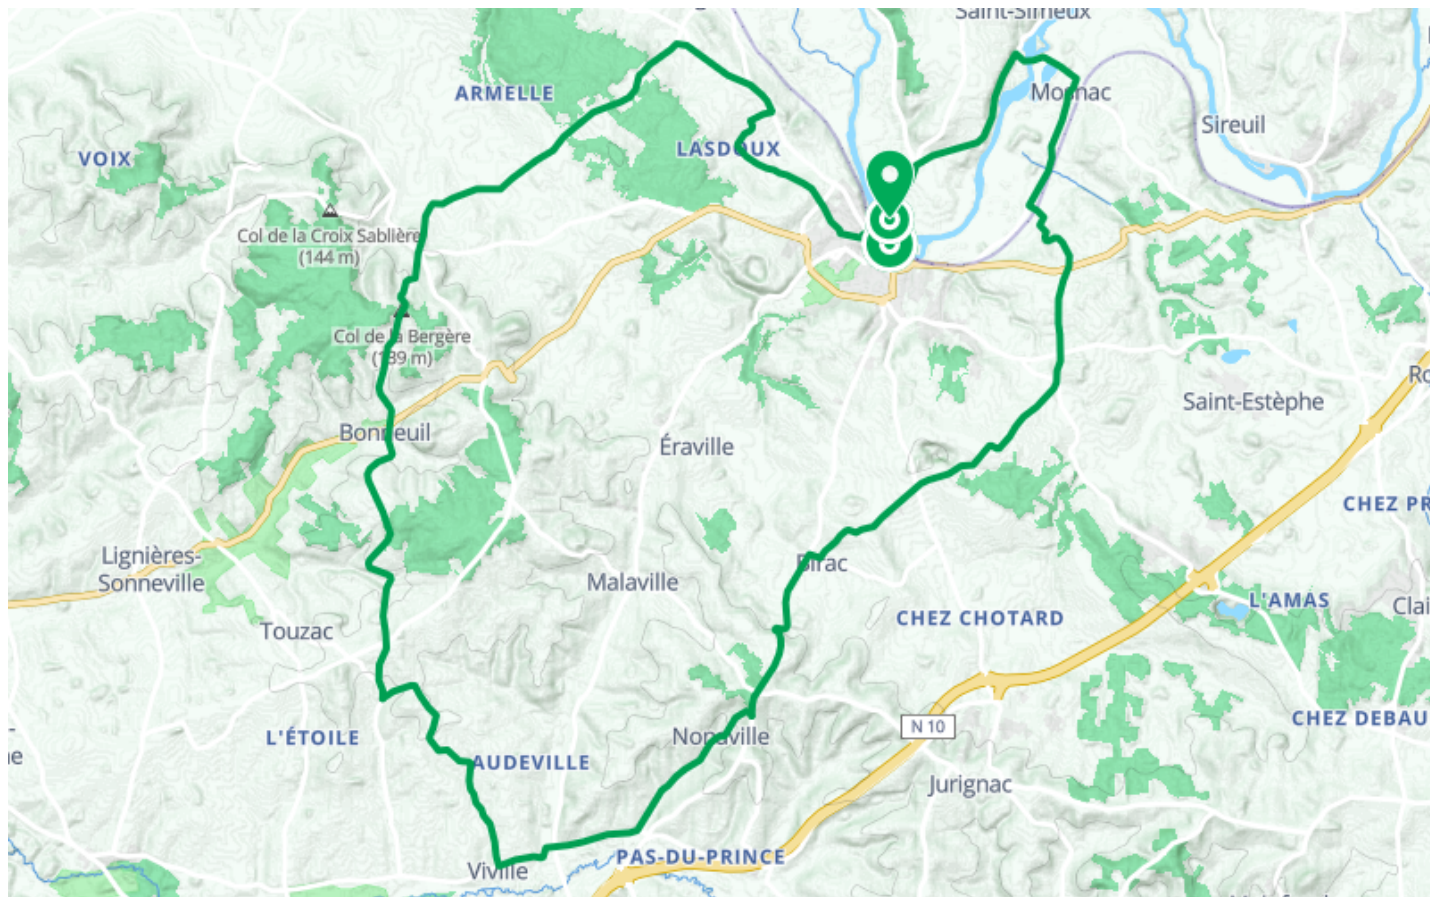 Saint-Simeux
ARMELLE
Mosnac
Sireuil
VOIX
LASDOUX
Col de la Croix Sablière
(144 m)
Col de la Bergère
(139 m)
Saint-Estèphe
Bonneuil
Éraville
CHEZ PR
Lignières-
Sonneville
Birac
Malaville
L'AMAS
Clai
CHEZ CHOTARD
Touzac
CHEZ DEBAU
N 10
L'ÉTOILE
Nonaville
AUDEVILLE
Jurignac
PAS-DU-PRINCE
Viville